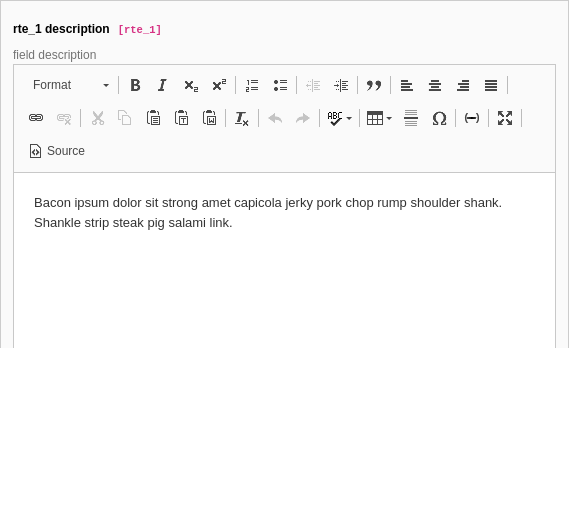 rte_1 description [rte_1]
field description
Format
Source
Bacon ipsum dolor sit strong amet capicola jerky pork chop rump shoulder shank.
Shankle strip steak pig salami link.